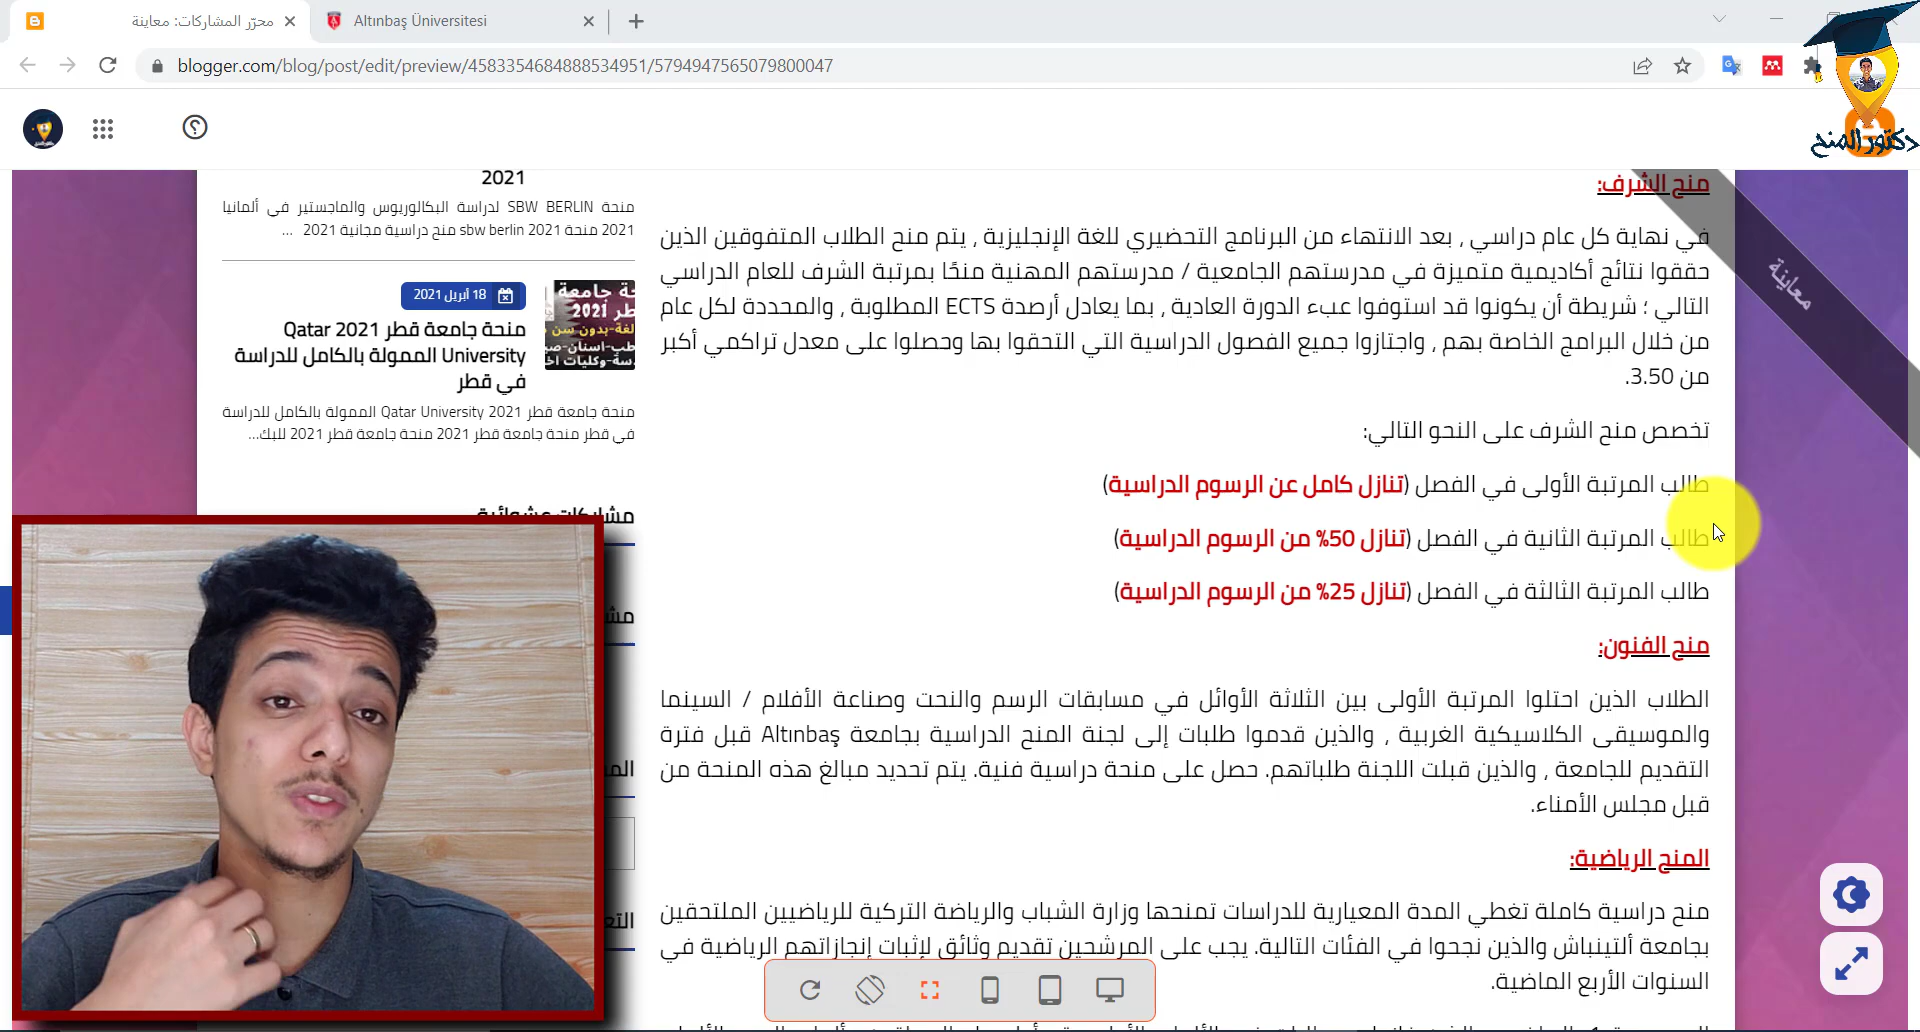 محرّر المشاركات: معاينة
Altınbaş Üniversitesi
blogger.com/blog/post/edit/preview/4583354684888534951/5794947565079800047
دكتور المنح
معاينة
منح الشرف:
في نهاية كل عام دراسي ، بعد الانتهاء من البرنامج التحضيري للغة الإنجليزية ، يتم منح الطلاب المتفوقين الذين
حققوا نتائج أكاديمية متميزة في مدرستهم الجامعية / مدرستهم المهنية منحًا بمرتبة الشرف للعام الدراسي
التالي ؛ شريطة أن يكونوا قد استوفوا عبء الدورة العادية ، بما يعادل أرصدة ECTS المطلوبة ، والمحددة لكل عام
من خلال البرامج الخاصة بهم ، واجتازوا جميع الفصول الدراسية التي التحقوا بها وحصلوا على معدل تراكمي أكبر
من 3.50.
تخصص منح الشرف على النحو التالي:
طالب المرتبة الأولى في الفصل (تنازل كامل عن الرسوم الدراسية)
طالب المرتبة الثانية في الفصل (تنازل 50% من الرسوم الدراسية)
طالب المرتبة الثالثة في الفصل (تنازل 25% من الرسوم الدراسية)
منح الفنون:
الطلاب الذين احتلوا المرتبة الأولى بين الثلاثة الأوائل في مسابقات الرسم والنحت وصناعة الأفلام / السينما
والموسيقى الكلاسيكية الغربية ، والذين قدموا طلبات إلى لجنة المنح الدراسية بجامعة Altınbaş قبل فترة
التقديم للجامعة ، والذين قبلت اللجنة طلباتهم. حصل على منحة دراسية فنية. يتم تحديد مبالغ هذه المنحة من
قبل مجلس الأمناء.
المنح الرياضية:
منح دراسية كاملة تغطي المدة المعيارية للدراسات تمنحها وزارة الشباب والرياضة التركية للرياضيين الملتحقين
بجامعة ألتينباش والذين نجحوا في الفئات التالية. يجب على المرشحين تقديم وثائق لإثبات إنجازاتهم الرياضية في
السنوات الأربع الماضية.
2021
منحة SBW BERLIN لدراسة البكالوريوس والماجستير في ألمانيا
2021 منحة sbw berlin 2021 منح دراسية مجانية 2021 ...
18 أبريل 2021
منحة جامعة قطر 2021 Qatar
University الممولة بالكامل للدراسة
في قطر
منحة جامعة قطر 2021 Qatar University الممولة بالكامل للدراسة
في قطر منحة جامعة قطر 2021 منحة جامعة قطر 2021 للبك...
مشاركات عشوائية